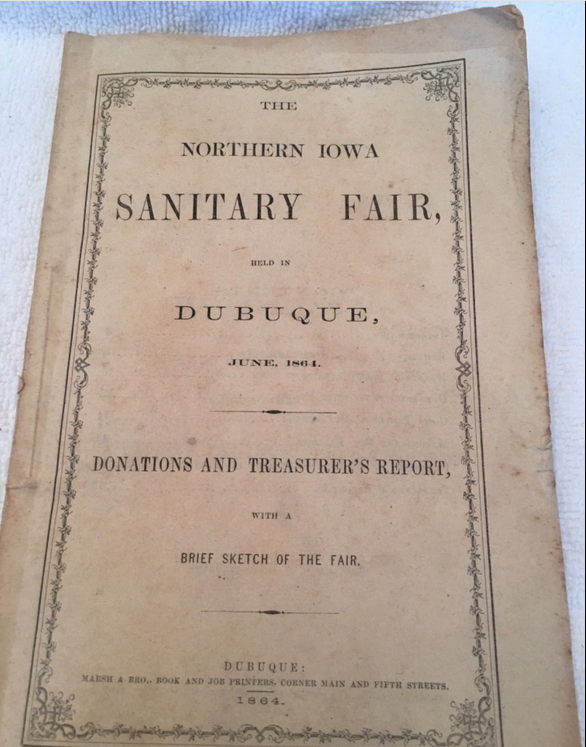 THE
NORTHERN IOWA
SANITARY FAIR,
HELD IN
DUBUQUE,
JUNE, 1864.
DONATIONS AND TREASURER'S REPORT,
WITH A
BRIEF SKETCH OF THE FAIR.
DUBUQUE:
MARSH & BRO., BOOK AND JOB PRINTERS, CORNER MAIN AND FIFTH STREETS.
1864.